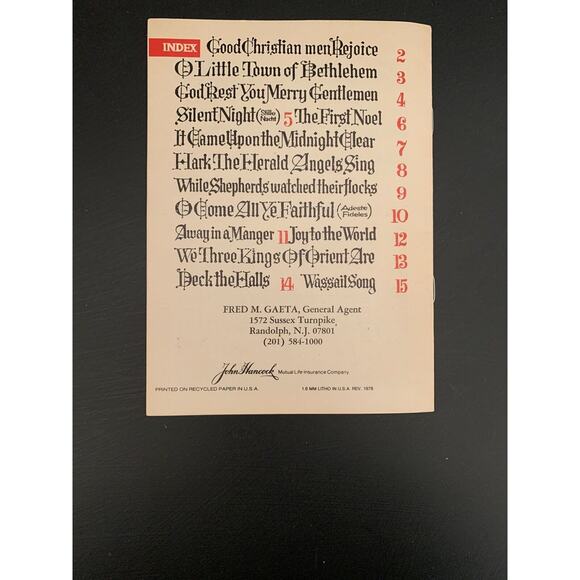 INDEX Good Christian men Rejoice 2
O Little Town of Bethlehem 3
God Rest You Merry Gentlemen 4
Silent Night (Stille Nacht) 5 The First Noel 6
It Came Upon the Midnight Clear 7
Hark The Herald Angels Sing 8
While Shepherds watched their flocks 9
O Come All Ye Faithful (Adeste Fideles) 10
Away in a Manger 11 Joy to the World 12
We Three Kings Of Orient Are 13
Deck the Halls 14 Wassail Song 15
FRED M. GAETA, General Agent
1572 Sussex Turnpike
Randolph, N.J. 07801
(201) 584-1000
John Hancock Mutual Life Insurance Company
PRINTED ON RECYCLED PAPER IN U.S.A. 1.6 MM LITHO IN U.S.A. REV. 1978